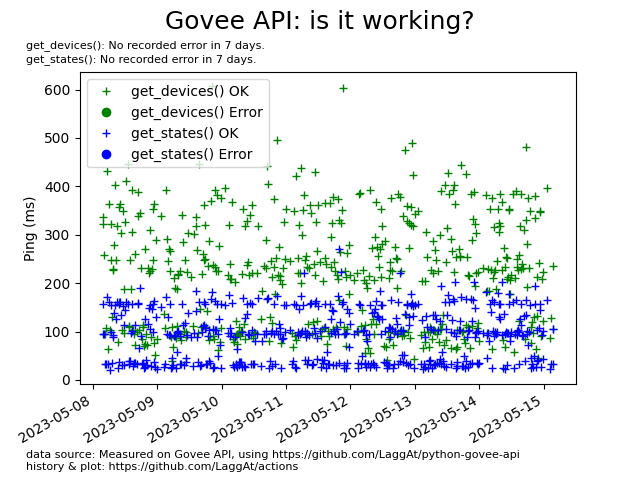 Govee API: is it working?
get_devices(): No recorded error in 7 days.
get_states(): No recorded error in 7 days.
get_devices() OK
get_devices() Error
get_states() OK
get_states() Error
Ping (ms)
600
500
400
300
200
100
0
2023-05-08
2023-05-09
2023-05-10
2023-05-11
2023-05-12
2023-05-13
2023-05-14
2023-05-15
data source: Measured on Govee API, using https://github.com/LaggAt/python-govee-api
history & plot: https://github.com/LaggAt/actions